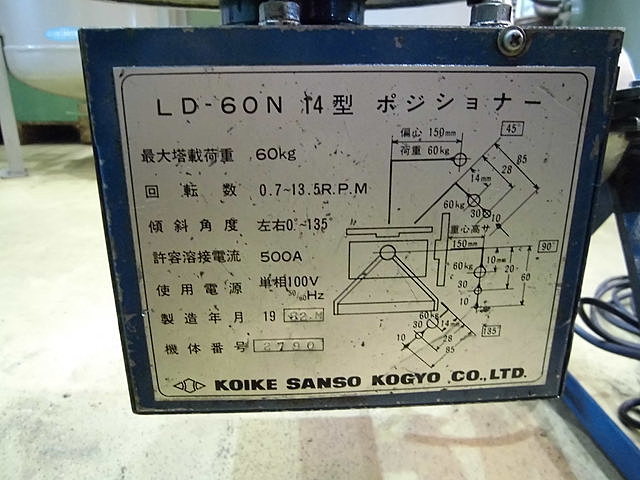 LD-60N 14型 ポジショナー
最大塔載荷重 60kg
回転数 0.7~13.5R.P.M
傾斜角度 左右0°~135°
許容溶接電流 500A
使用電源 単相100V 50/60Hz
製造年月 19
機体番号 2790
偏心 150mm
荷重 60kg
45°
85
28
14mm
60kg
30
10
重心高サ
150mm
90°
10mm
20
60
60kg
30
10
60kg
30
10
14mm
28
85
135
KOIKE SANSO KOGYO CO.,LTD.